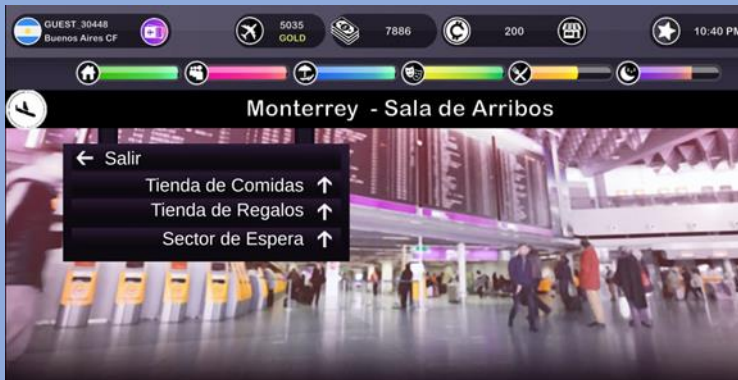 GUEST_30448
Buenos Aires CF
5035
GOLD
7886
200
10:40 PM
Monterrey - Sala de Arribos
← Salir
Tienda de Comidas ↑
Tienda de Regalos ↑
Sector de Espera ↑